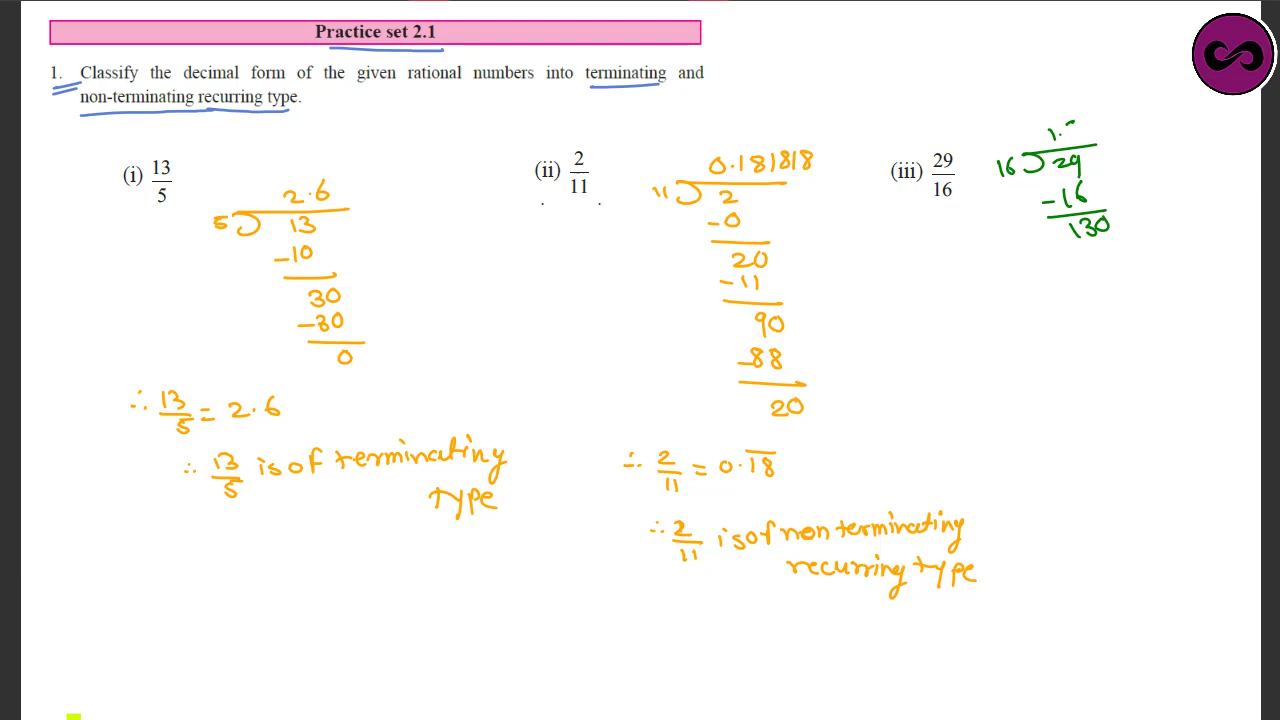 Practice set 2.1
1. Classify the decimal form of the given rational numbers into terminating and
non-terminating recurring type.
(i) 13/5
2.6
5 ) 13
-10
30
-30
0
∴ 13/5 = 2.6
∴ 13/5 is of terminating
type
(ii) 2/11
0.181818
11 ) 2
-0
20
-11
90
-88
20
∴ 2/11 = 0.1̅8̅
∴ 2/11 is of non terminating
recurring type
(iii) 29/16
1.
16 ) 29
-16
130